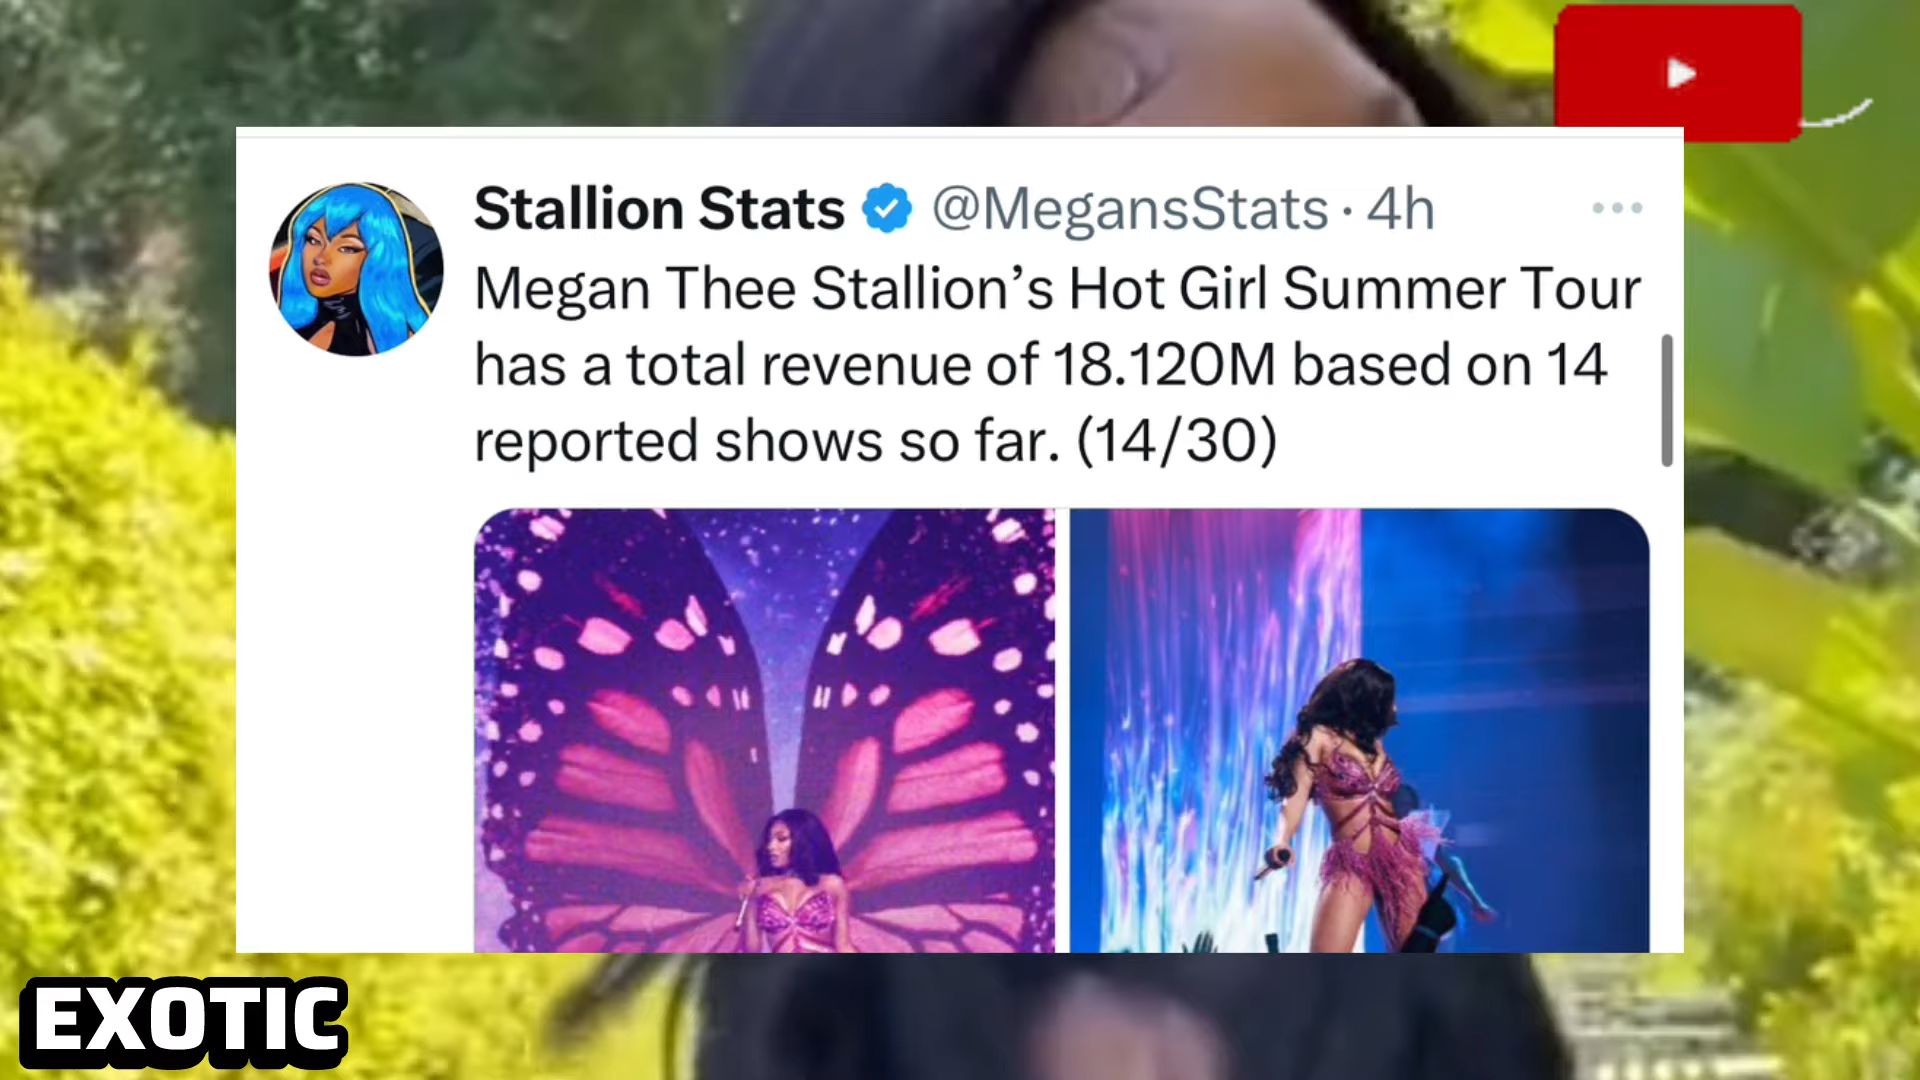 Stallion Stats @MegansStats · 4h
Megan Thee Stallion’s Hot Girl Summer Tour
has a total revenue of 18.120M based on 14
reported shows so far. (14/30)
EXOTIC